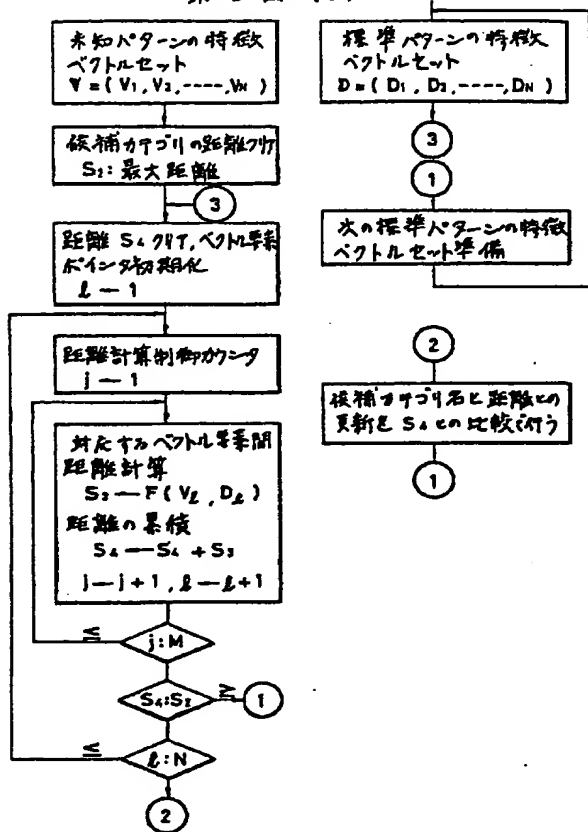 未知パターンの特徴
ベクトルセット
V=(V1,V2,----,VN)
候補カテゴリの距離クリア
S2:最大距離
3
距離 S4クリア,ベクトル要素
ポインタ初期化
ℓ—1
距離計算制御カウンタ
j—1
対応するベクトル要素間
距離計算
S3—F(Vℓ,Dℓ)
距離の累積
S4—S4+S3
j—j+1,ℓ—ℓ+1
≦
j:M
S4:S2
≧
1
≦
ℓ:N
2
標準パターンの特徴
ベクトルセット
D=(D1,D2,----,DN)
3
1
次の標準パターンの特徴
ベクトルセット準備
2
候補カテゴリ名と距離との
更新をS4との比較で行う
1